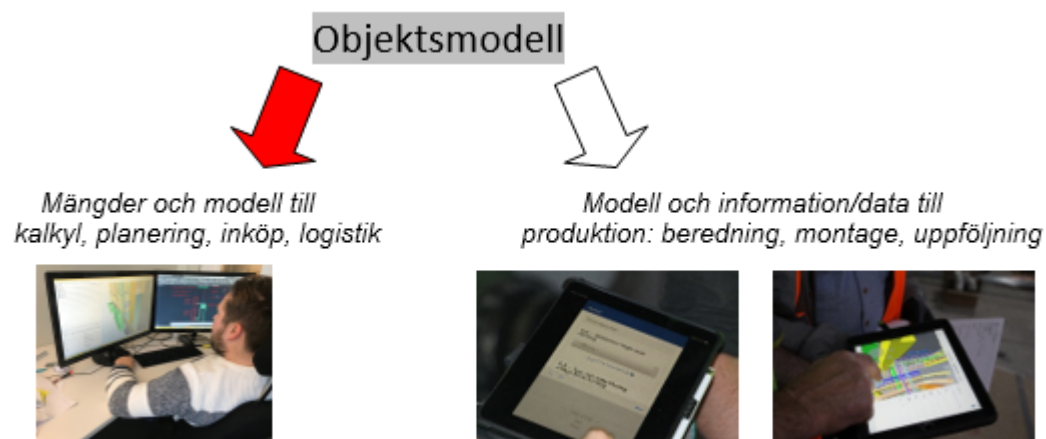 Objektsmodell
Mängder och modell till
kalkyl, planering, inköp, logistik
Modell och information/data till
produktion: beredning, montage, uppföljning